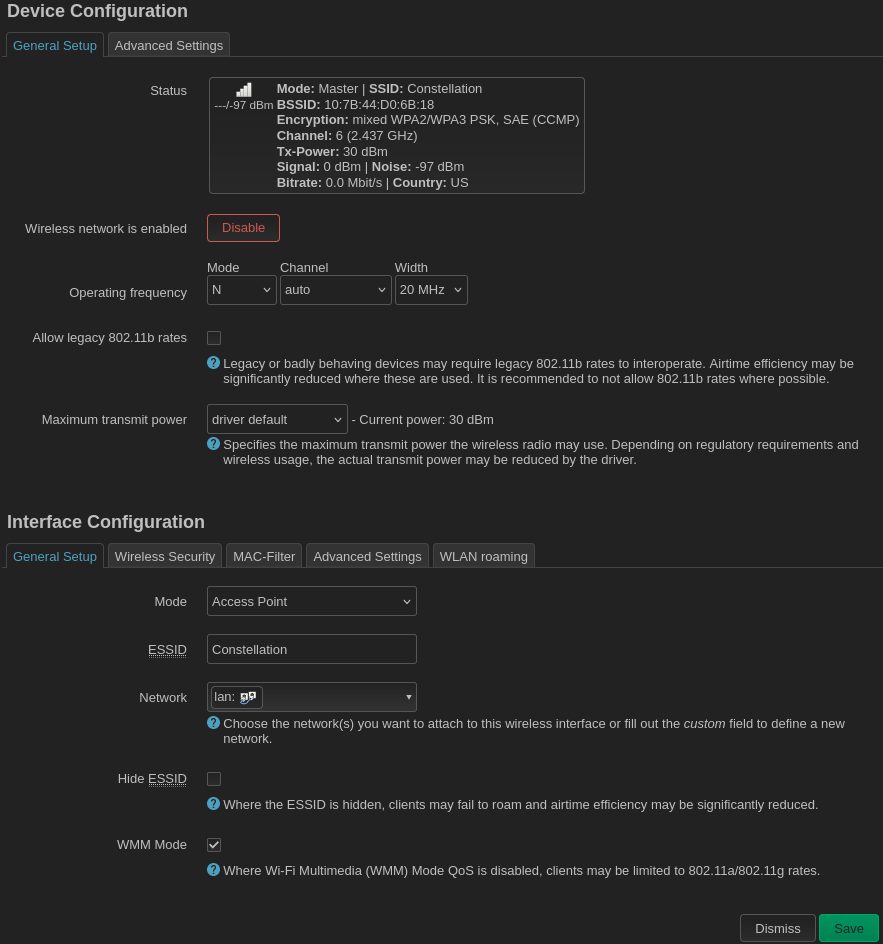 Device Configuration
General Setup
Advanced Settings
Status
---/-97 dBm
Mode: Master | SSID: Constellation
BSSID: 10:7B:44:D0:6B:18
Encryption: mixed WPA2/WPA3 PSK, SAE (CCMP)
Channel: 6 (2.437 GHz)
Tx-Power: 30 dBm
Signal: 0 dBm | Noise: -97 dBm
Bitrate: 0.0 Mbit/s | Country: US
Wireless network is enabled
Disable
Operating frequency
Mode Channel Width
N auto 20 MHz
Allow legacy 802.11b rates
Legacy or badly behaving devices may require legacy 802.11b rates to interoperate. Airtime efficiency may be
significantly reduced where these are used. It is recommended to not allow 802.11b rates where possible.
Maximum transmit power
driver default - Current power: 30 dBm
Specifies the maximum transmit power the wireless radio may use. Depending on regulatory requirements and
wireless usage, the actual transmit power may be reduced by the driver.
Interface Configuration
General Setup
Wireless Security
MAC-Filter
Advanced Settings
WLAN roaming
Mode
Access Point
ESSID
Constellation
Network
lan:
Choose the network(s) you want to attach to this wireless interface or fill out the custom field to define a new
network.
Hide ESSID
Where the ESSID is hidden, clients may fail to roam and airtime efficiency may be significantly reduced.
WMM Mode
Where Wi-Fi Multimedia (WMM) Mode QoS is disabled, clients may be limited to 802.11a/802.11g rates.
Dismiss
Save